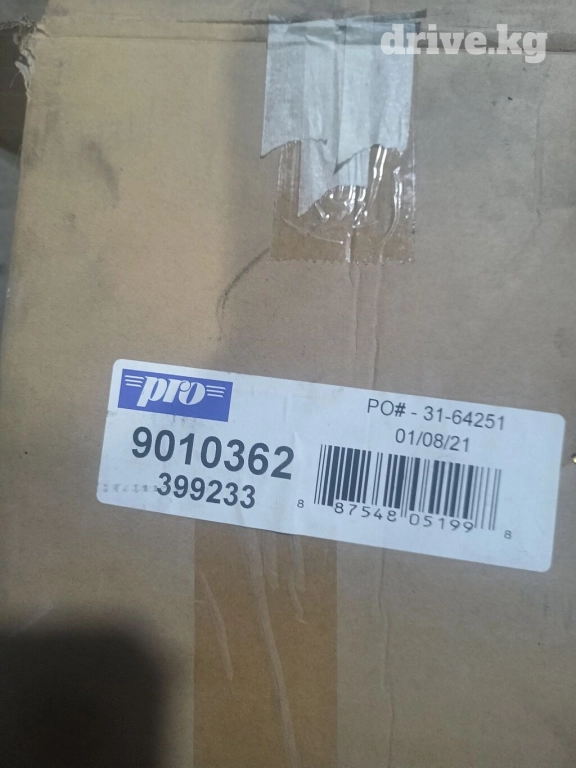 drive.kg
pro
PO# - 31-64251
01/08/21
9010362
399233
8 87548 05199 8